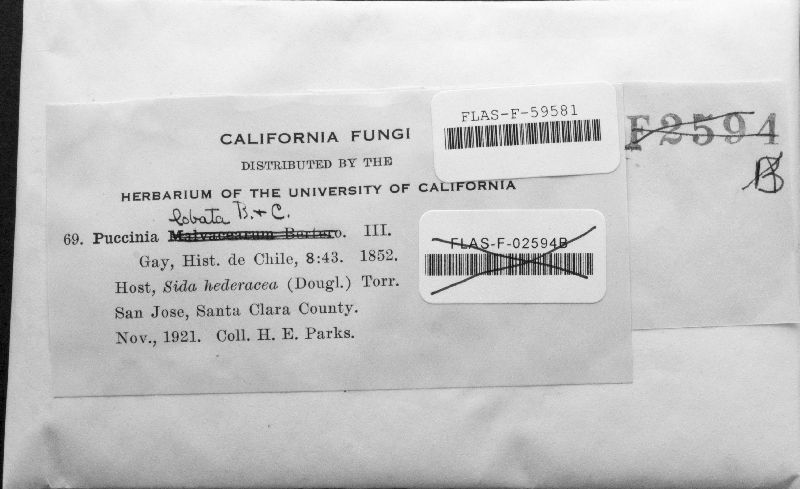 CALIFORNIA FUNGI
DISTRIBUTED BY THE
HERBARIUM OF THE UNIVERSITY OF CALIFORNIA
lobata B. & C.
69. Puccinia Malvacearum Bertero. III.
Gay, Hist. de Chile, 8:43. 1852.
Host, Sida hederacea (Dougl.) Torr.
San Jose, Santa Clara County.
Nov., 1921. Coll. H. E. Parks.
FLAS-F-59581
FLAS-F-02594B
F2594
B